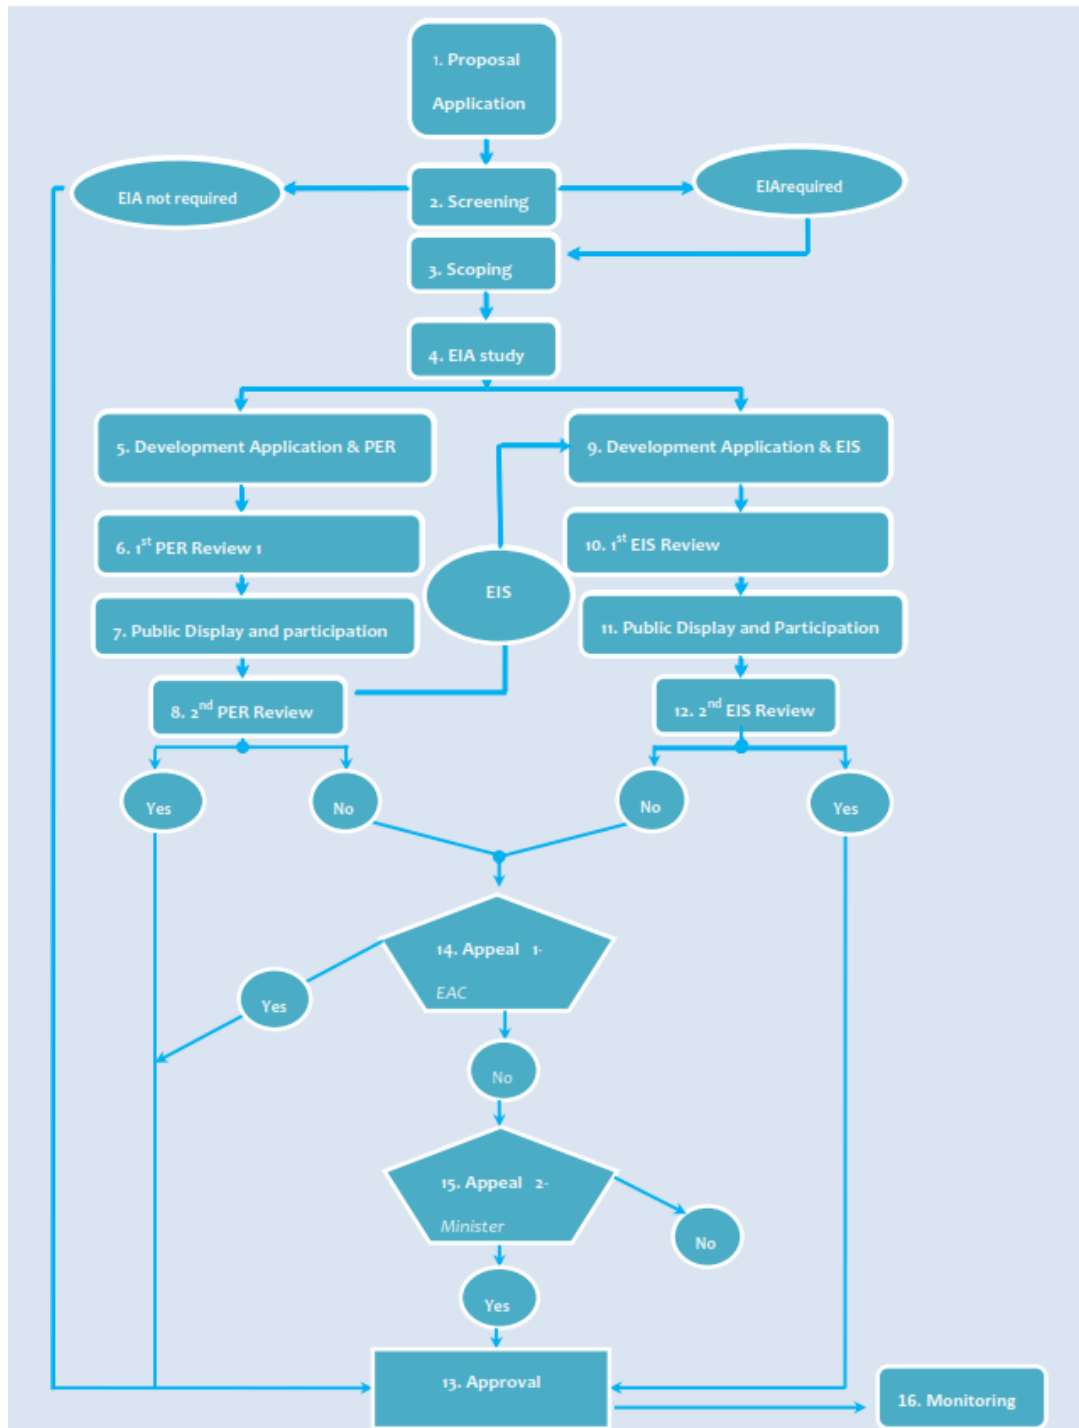 1. Proposal
Application
EIA not required
2. Screening
EIArequired
3. Scoping
4. EIA study
5. Development Application & PER
9. Development Application & EIS
6. 1st PER Review 1
10. 1st EIS Review
EIS
7. Public Display and participation
11. Public Display and Participation
8. 2nd PER Review
12. 2nd EIS Review
Yes
No
No
Yes
14. Appeal 1-
EAC
Yes
No
15. Appeal 2-
Minister
No
Yes
13. Approval
16. Monitoring